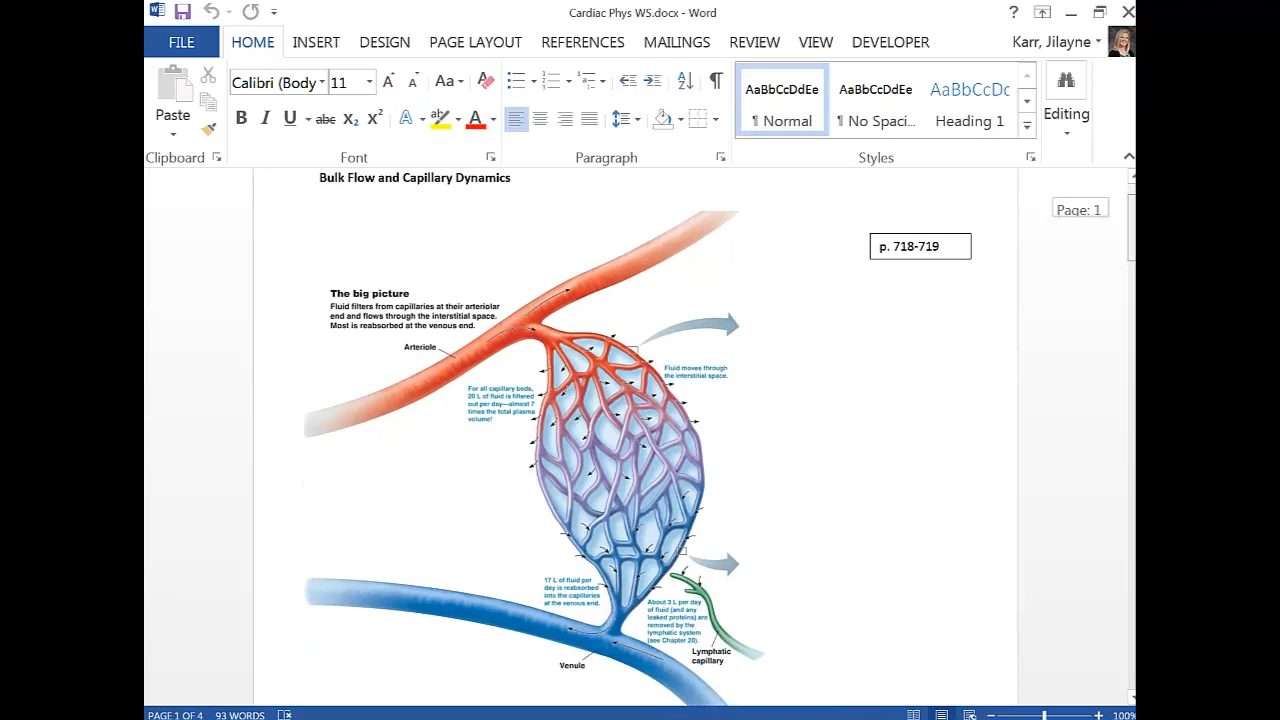 Cardiac Phys WS.docx - Word
?
FILE HOME INSERT DESIGN PAGE LAYOUT REFERENCES MAILINGS REVIEW VIEW DEVELOPER Karr, Jilayne
Calibri (Body 11
Aa
AaBbCcDdEe AaBbCcDdEe AaBbCcDc
Paste
B I U abc X₂ X² A ab A
¶ Normal ¶ No Spaci... Heading 1
Editing
Clipboard Font Paragraph Styles
Bulk Flow and Capillary Dynamics
Page: 1
p. 718-719
The big picture
Fluid filters from capillaries at their arteriolar
end and flows through the interstitial space.
Most is reabsorbed at the venous end.
Arteriole
Fluid moves through
the interstitial space.
For all capillary beds,
20 L of fluid is filtered
out per day—almost 7
times the total plasma
volume!
17 L of fluid per
day is reabsorbed
into the capillaries
at the venous end.
About 3 L per day
of fluid (and any
leaked proteins) are
removed by the
lymphatic system
(see Chapter 20).
Lymphatic
capillary
Venule
PAGE 1 OF 4 93 WORDS 100%